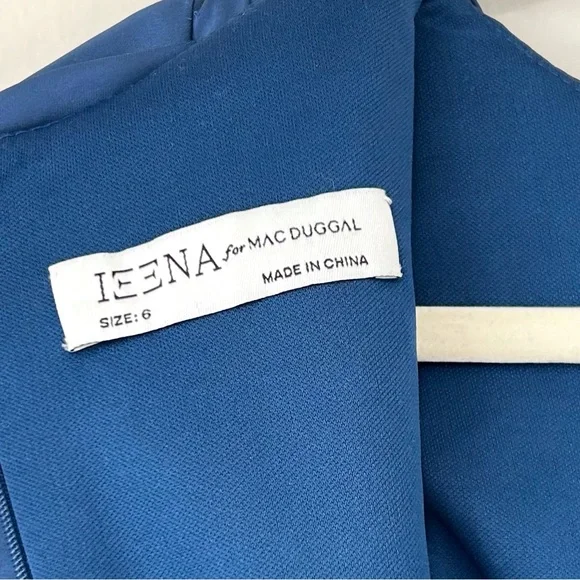 IEENA for MAC DUGGAL
MADE IN CHINA
SIZE: 6